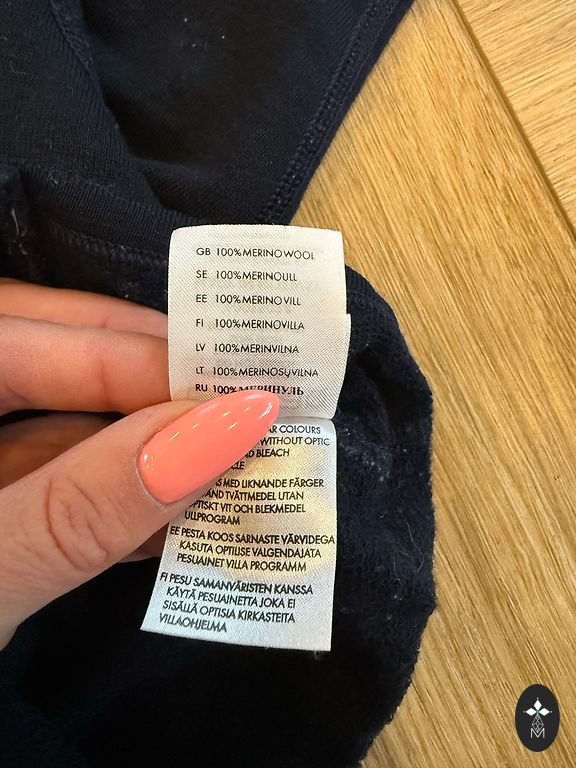 GB 100% MERINO WOOL
SE 100% MERINOULL
EE 100% MERINO VILL
FI 100% MERINOVILLA
LV 100% MERINVILNA
LT 100% MERINOSŲ VILNA
RU 100% МЕРИНУЛЬ
AR COLOURS
WITHOUT OPTIC
BLEACH
CLE
MED LIKNANDE FÄRGER
TVÄTTMEDEL UTAN
OPTISKT VIT OCH BLEKMEDEL
ULLPROGRAM
EE PESTA KOOS SARNASTE VÄRVIDEGA
KASUTA OPTILISE VALGENDAJATA
PESUAINET VILLA PROGRAMM
FI PESU SAMANVÄRISTEN KANSSA
KÄYTÄ PESUAINETTA JOKA EI
SISÄLLÄ OPTISIA KIRKASTEITA
VILLAOHJELMA
M